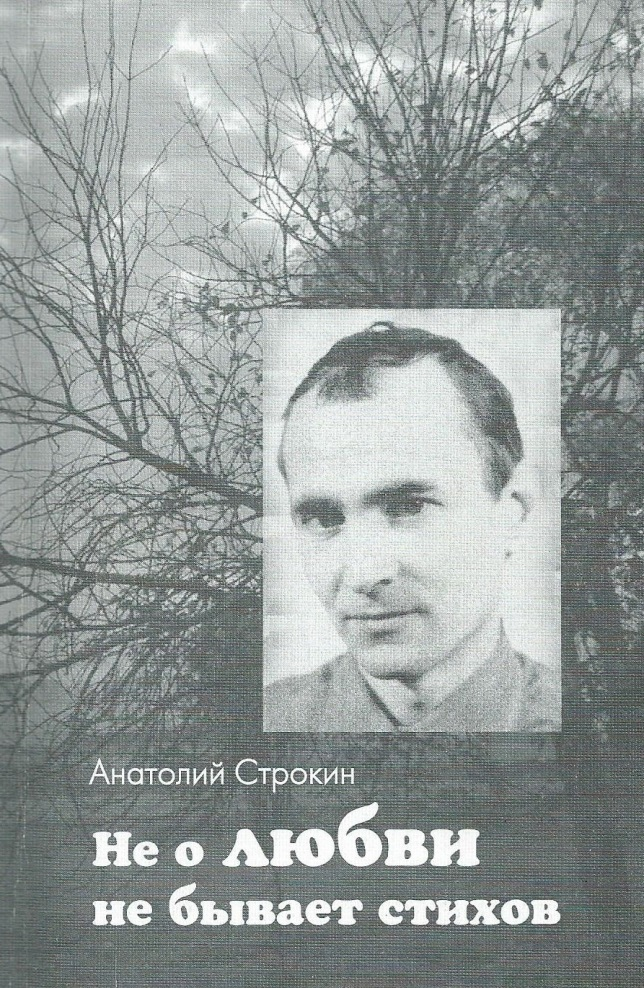 Анатолий Строкин
Не о любви
не бывает стихов